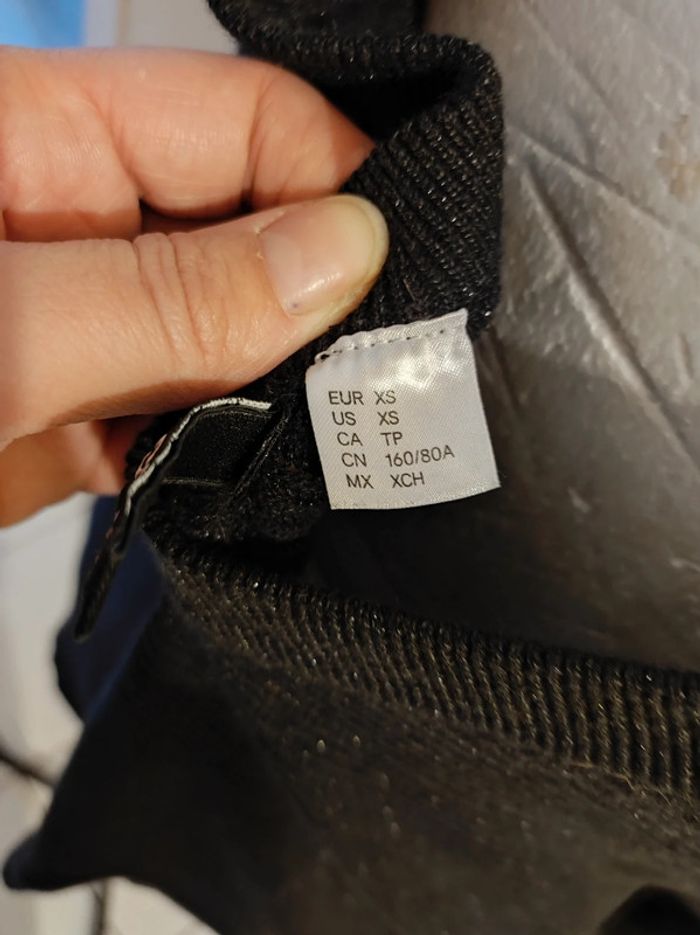 EUR XS
US XS
CA TP
CN 160/80A
MX XCH